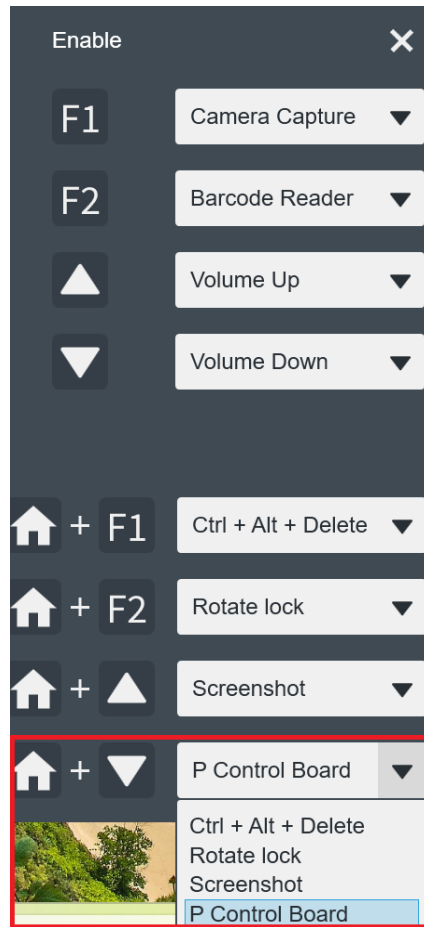 Enable
F1 Camera Capture
F2 Barcode Reader
Volume Up
Volume Down
+ F1 Ctrl + Alt + Delete
+ F2 Rotate lock
+ Screenshot
+ P Control Board
Ctrl + Alt + Delete
Rotate lock
Screenshot
P Control Board